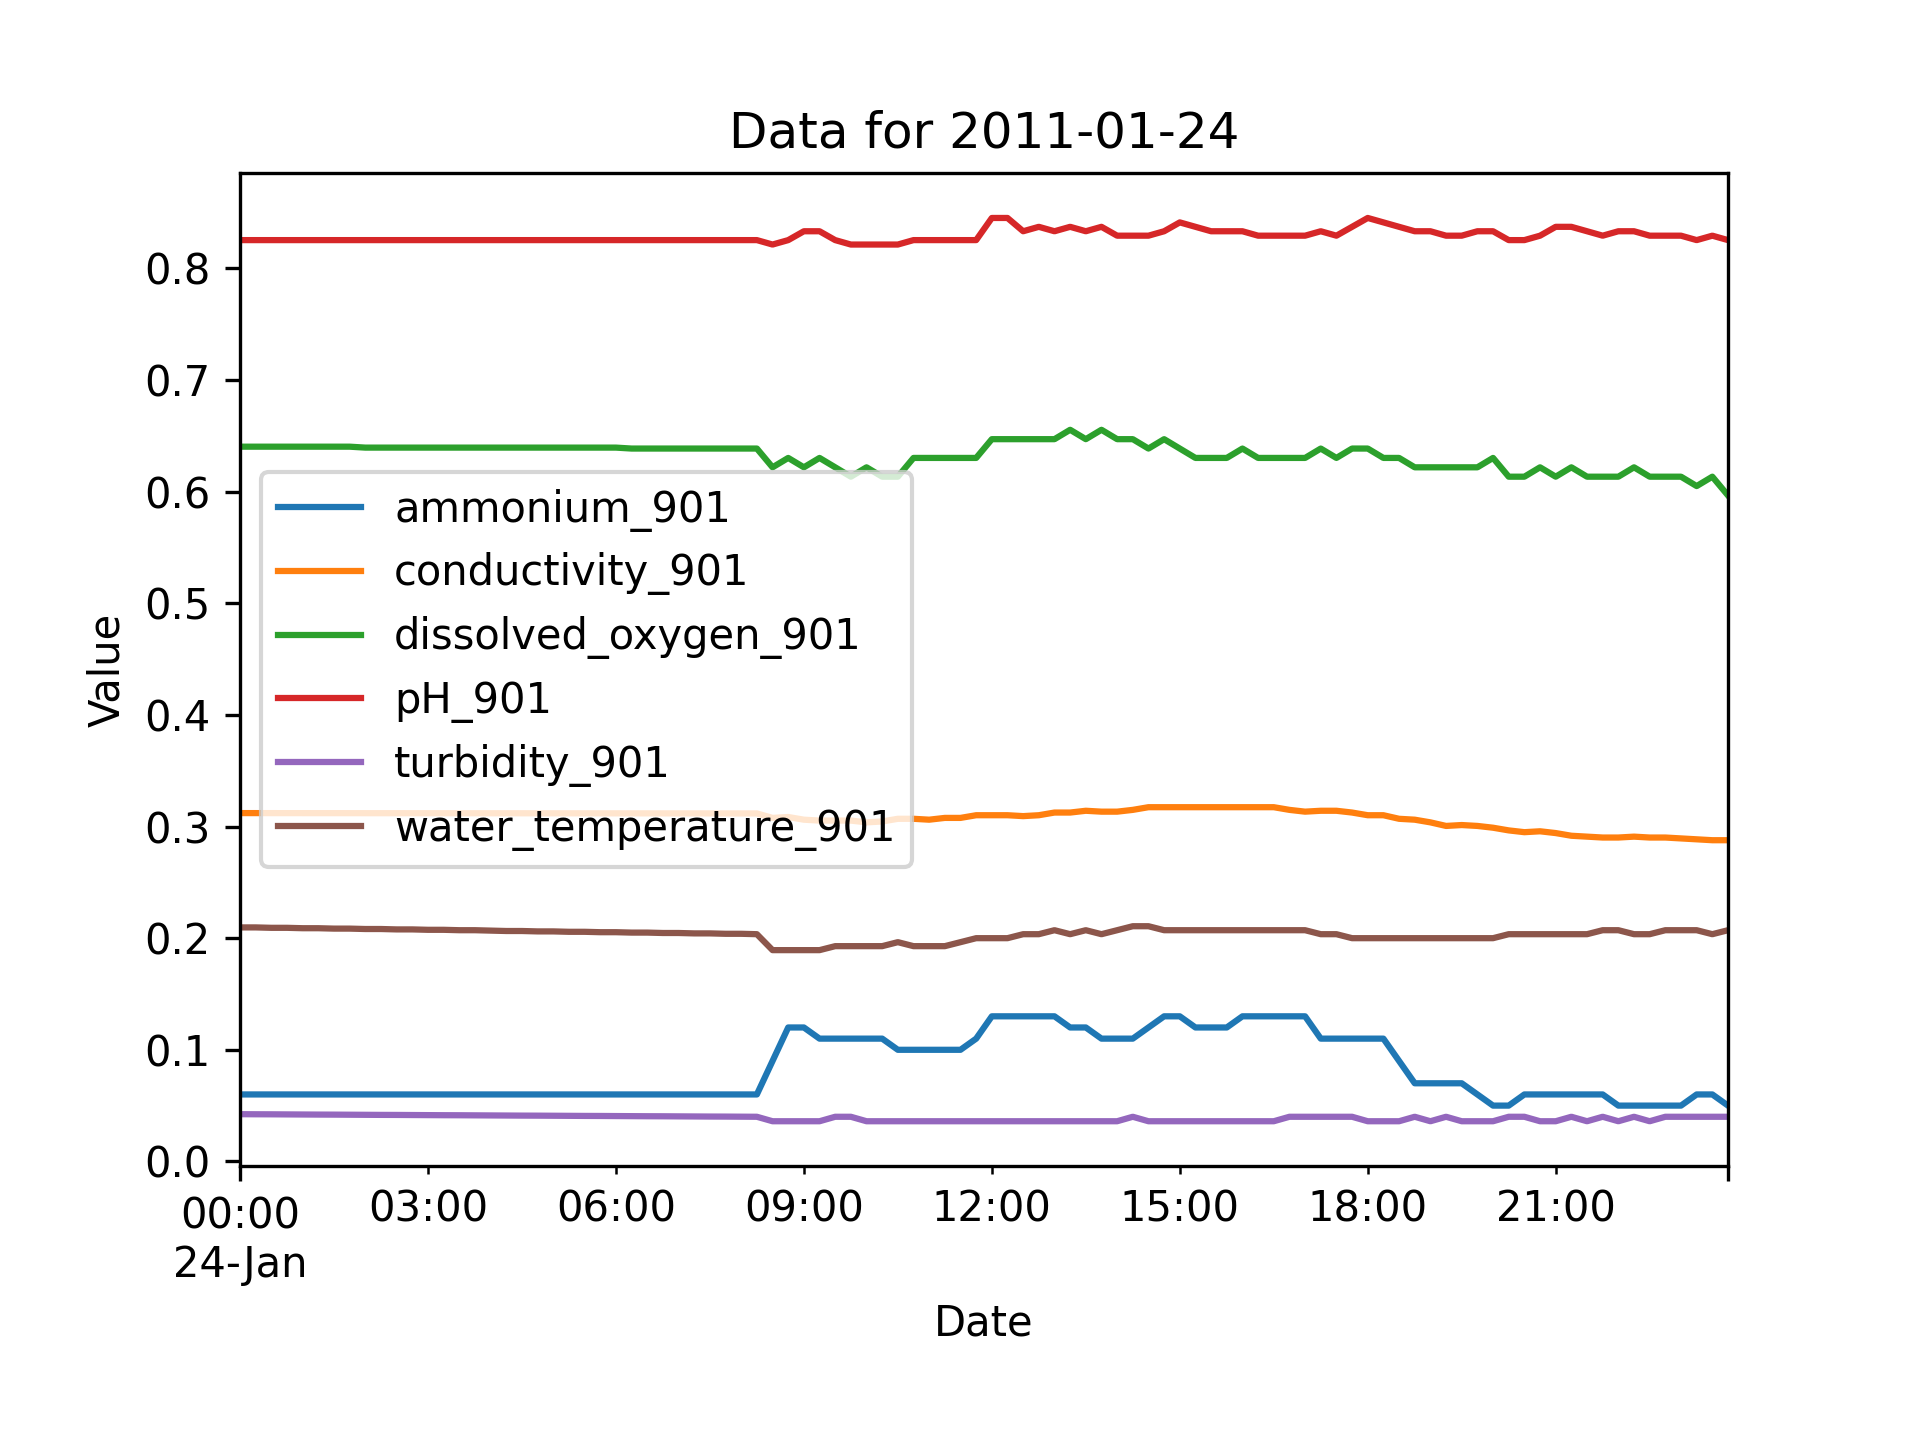 Data for 2011-01-24
Value
0.8
0.7
0.6
0.5
0.4
0.3
0.2
0.1
0.0
ammonium_901
conductivity_901
dissolved_oxygen_901
pH_901
turbidity_901
water_temperature_901
00:00 03:00 06:00 09:00 12:00 15:00 18:00 21:00
24-Jan
Date